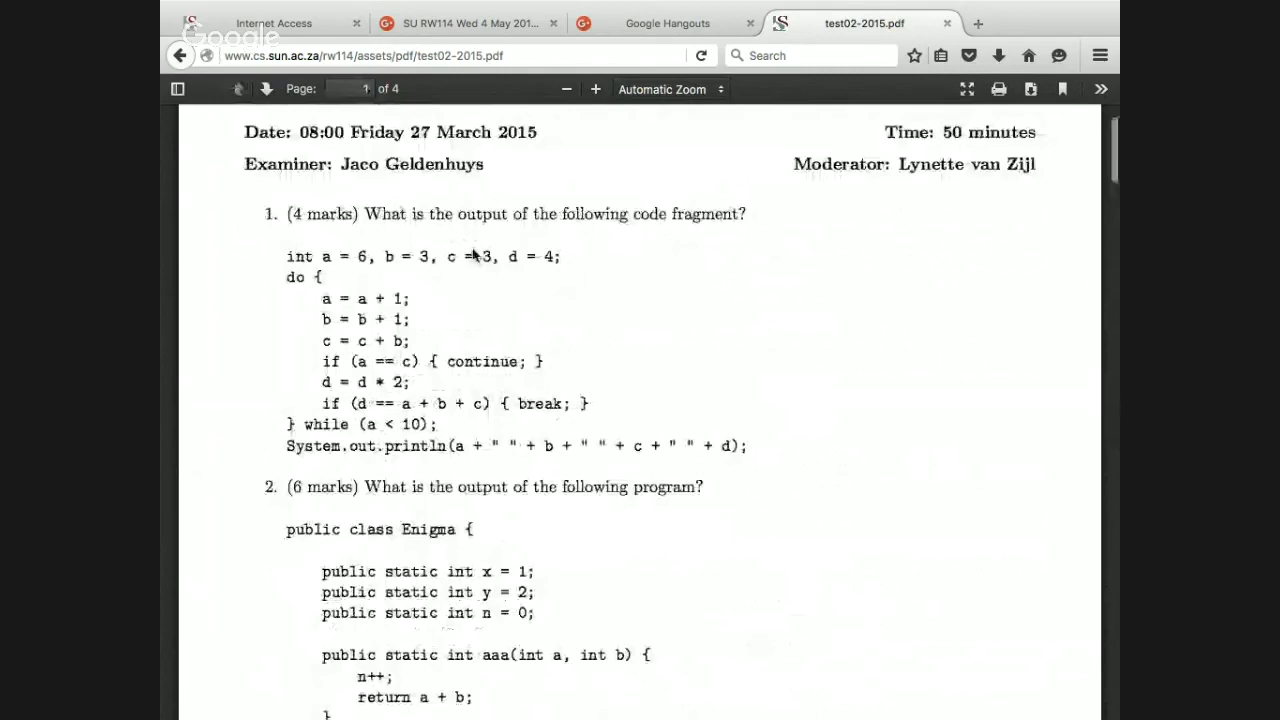 Internet Access
SU RW114 Wed 4 May 201...
Google Hangouts
test02-2015.pdf
Google
www.cs.sun.ac.za/rw114/assets/pdf/test02-2015.pdf
Search
Page: 1 of 4
Automatic Zoom
Date: 08:00 Friday 27 March 2015
Time: 50 minutes
Examiner: Jaco Geldenhuys
Moderator: Lynette van Zijl
1. (4 marks) What is the output of the following code fragment?
int a = 6, b = 3, c = 3, d = 4;
do {
a = a + 1;
b = b + 1;
c = c + b;
if (a == c) { continue; }
d = d * 2;
if (d == a + b + c) { break; }
} while (a < 10);
System.out.println(a + " " + b + " " + c + " " + d);
2. (6 marks) What is the output of the following program?
public class Enigma {
public static int x = 1;
public static int y = 2;
public static int n = 0;
public static int aaa(int a, int b) {
n++;
return a + b;
}